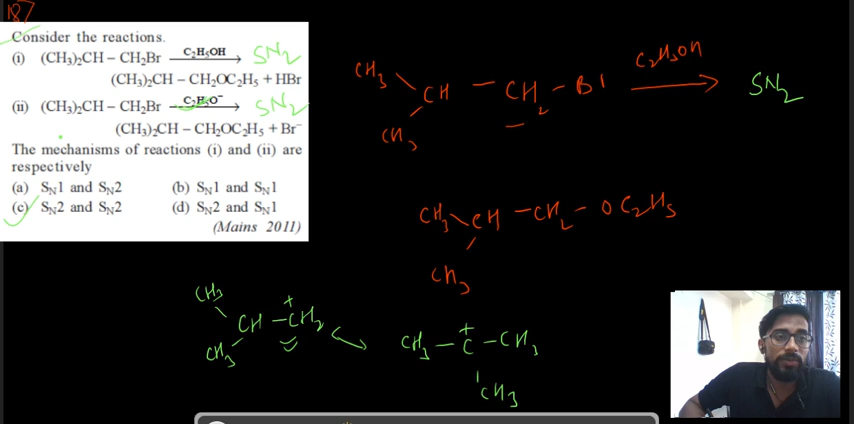 187
Consider the reactions.
(i) (CH₃)₂CH – CH₂Br —C₂H₅OH→ SN2
(CH₃)₂CH – CH₂OC₂H₅ + HBr
(ii) (CH₃)₂CH – CH₂Br —C₂H₅O⁻→ SN2
(CH₃)₂CH – CH₂OC₂H₅ + Br⁻
The mechanisms of reactions (i) and (ii) are
respectively
(a) SN1 and SN2 (b) SN1 and SN1
(c) SN2 and SN2 (d) SN2 and SN1
(Mains 2011)
CH₃
CH – CH₂ – Br C₂H₅OH → SN2
CH₃
CH₃ CH – CH₂ – O C₂H₅
CH₃
CH₃
CH – CH₂ +
CH₃
CH₃ – C – CH₃ +
CH₃